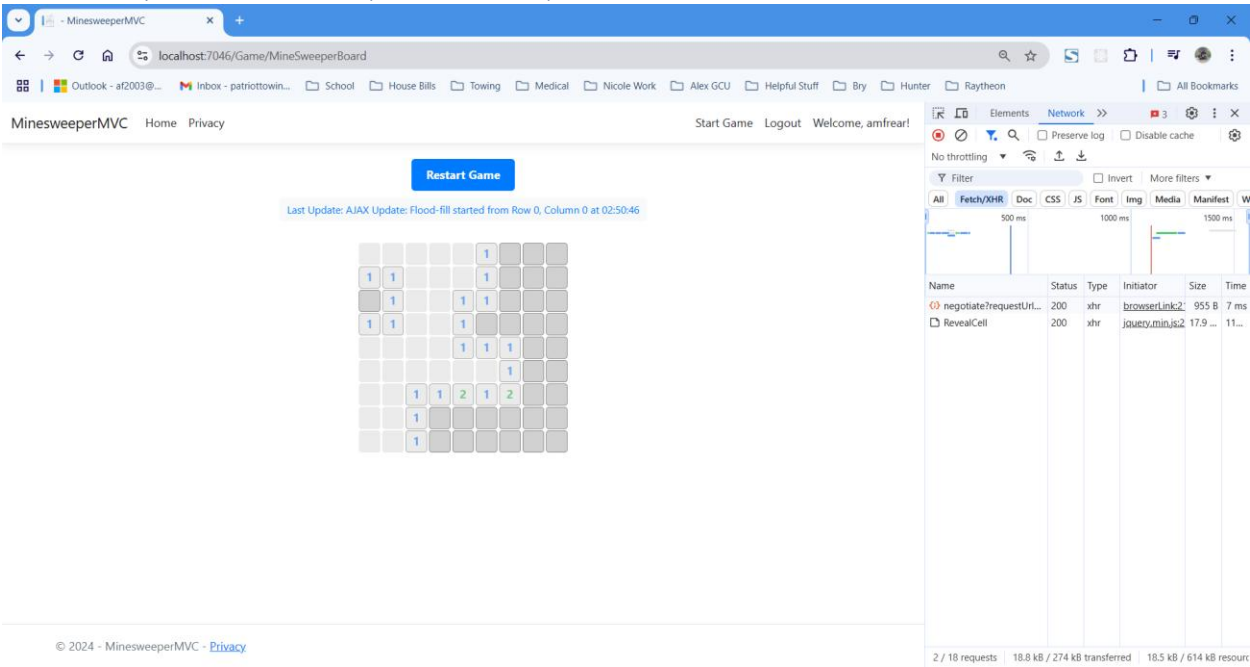 - MinesweeperMVC
localhost:7046/Game/MineSweeperBoard
Outlook - af2003@... Inbox - patriottowin... School House Bills Towing Medical Nicole Work Alex GCU Helpful Stuff Bry Hunter Raytheon All Bookmarks
MinesweeperMVC Home Privacy Start Game Logout Welcome, amfrear!
Restart Game
Last Update: AJAX Update: Flood-fill started from Row 0, Column 0 at 02:50:46
1
1 1 1
1 1 1
1 1 1
1 1 1
1
1 1 2 1 2
1
1
© 2024 - MinesweeperMVC - Privacy
Elements Network 3
Preserve log Disable cache
No throttling
Filter Invert More filters
All Fetch/XHR Doc CSS JS Font Img Media Manifest W
500 ms 1000 ms 1500 ms
Name Status Type Initiator Size Time
negotiate?requestUrl... 200 xhr browserLink:2 955 B 7 ms
RevealCell 200 xhr jquery.min.js:2 17.9 ... 11...
2 / 18 requests 18.8 kB / 274 kB transferred 18.5 kB / 614 kB resourc